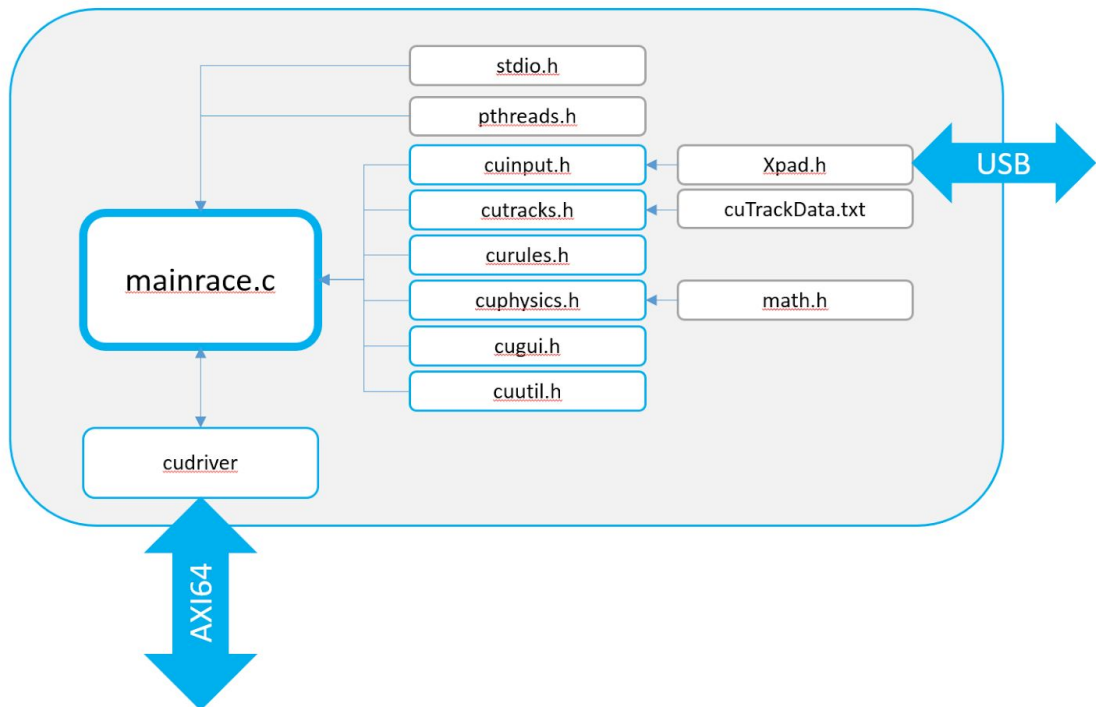 stdio.h
pthreads.h
cuinput.h
Xpad.h
USB
cutracks.h
cuTrackData.txt
curules.h
mainrace.c
cuphysics.h
math.h
cugui.h
cuutil.h
cudriver
AXI64